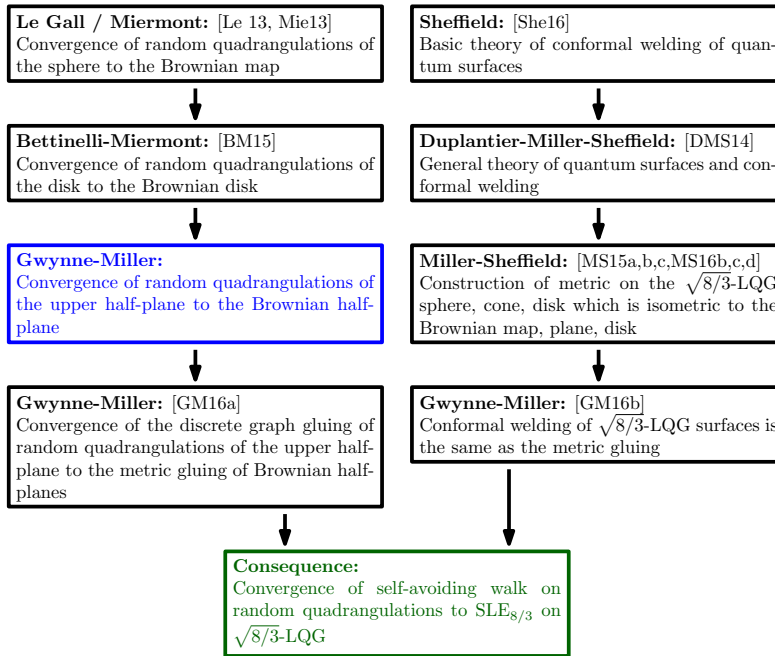 Le Gall / Miermont: [Le 13, Mie13]
Convergence of random quadrangulations of
the sphere to the Brownian map
Bettinelli-Miermont: [BM15]
Convergence of random quadrangulations of
the disk to the Brownian disk
Gwynne-Miller:
Convergence of random quadrangulations of
the upper half-plane to the Brownian half-
plane
Gwynne-Miller: [GM16a]
Convergence of the discrete graph gluing of
random quadrangulations of the upper half-
plane to the metric gluing of Brownian half-
planes
Sheffield: [She16]
Basic theory of conformal welding of quan-
tum surfaces
Duplantier-Miller-Sheffield: [DMS14]
General theory of quantum surfaces and con-
formal welding
Miller-Sheffield: [MS15a,b,c,MS16b,c,d]
Construction of metric on the √8/3-LQG
sphere, cone, disk which is isometric to the
Brownian map, plane, disk
Gwynne-Miller: [GM16b]
Conformal welding of √8/3-LQG surfaces is
the same as the metric gluing
Consequence:
Convergence of self-avoiding walk on
random quadrangulations to SLE8/3 on
√8/3-LQG